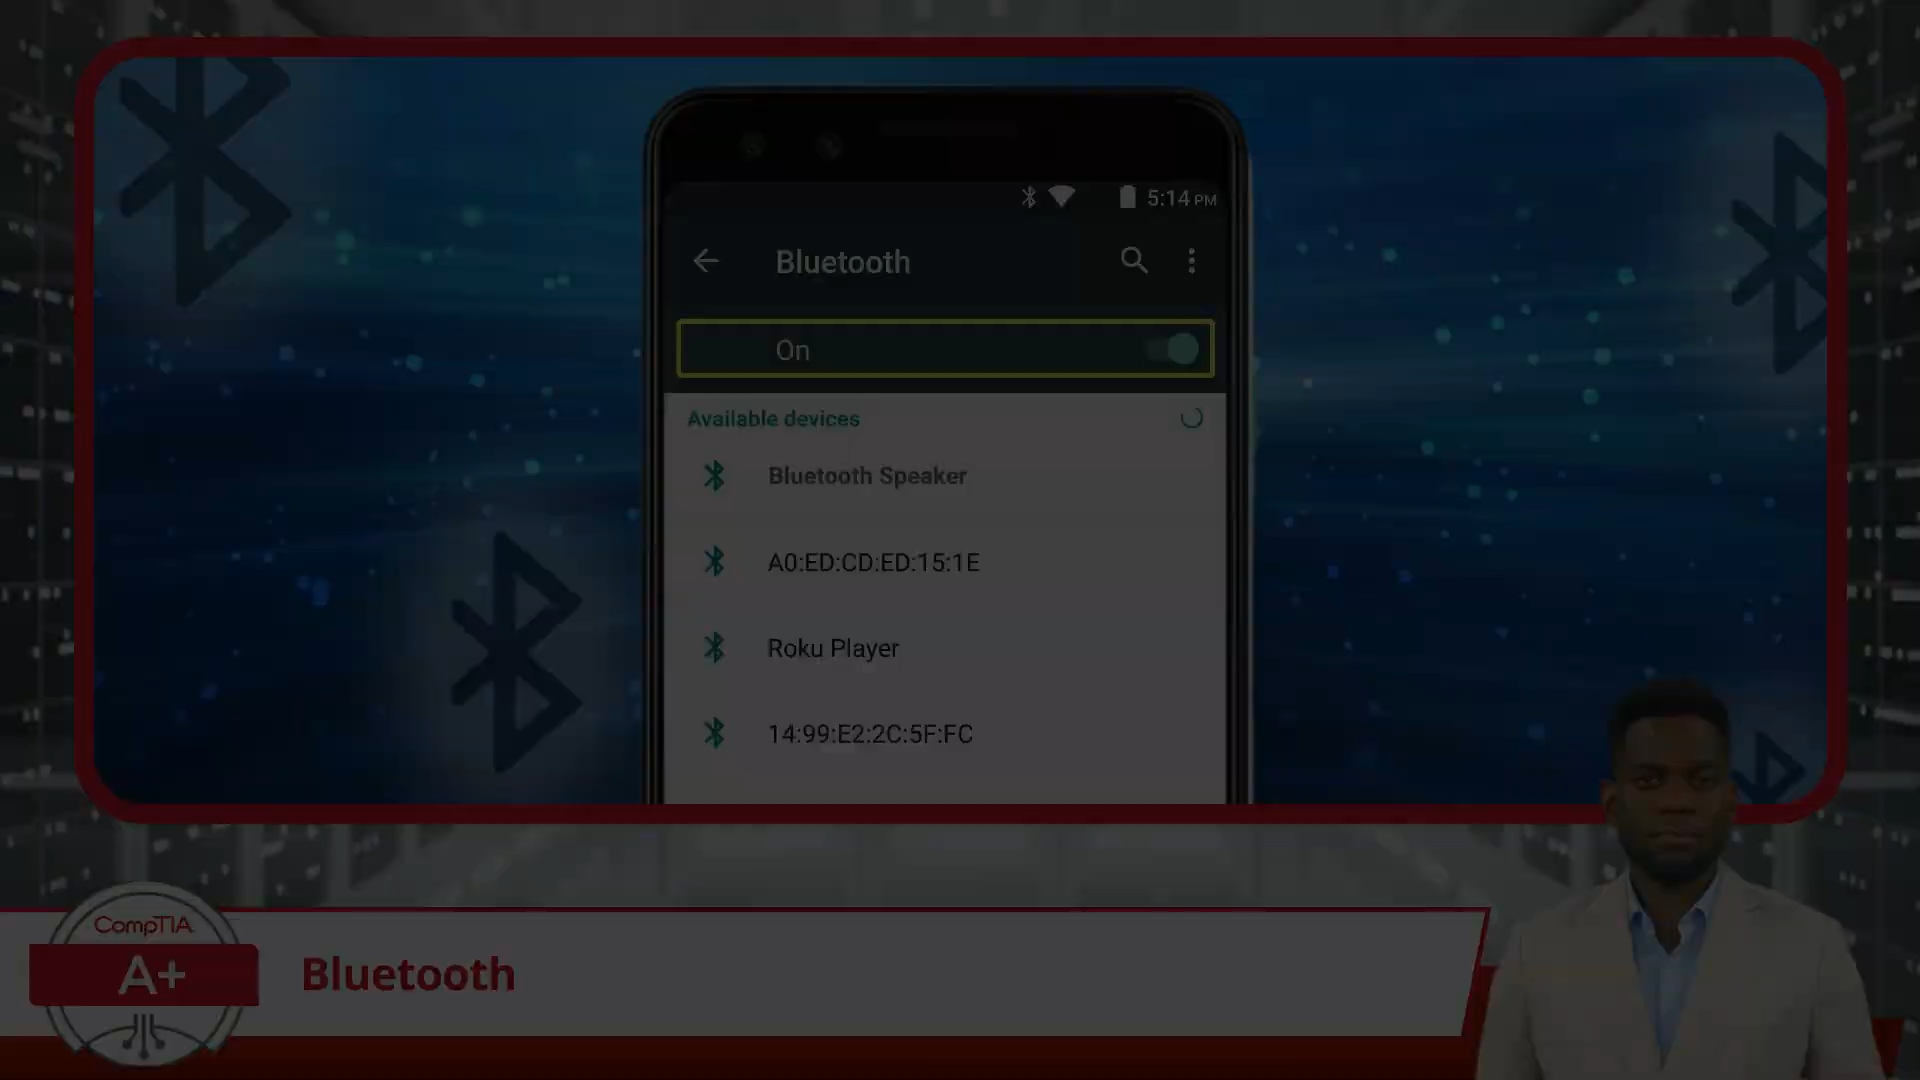 5:14 PM
Bluetooth
On
Available devices
Bluetooth Speaker
A0:ED:CD:ED:15:1E
Roku Player
14:99:E2:2C:5F:FC
CompTIA
A+
Bluetooth